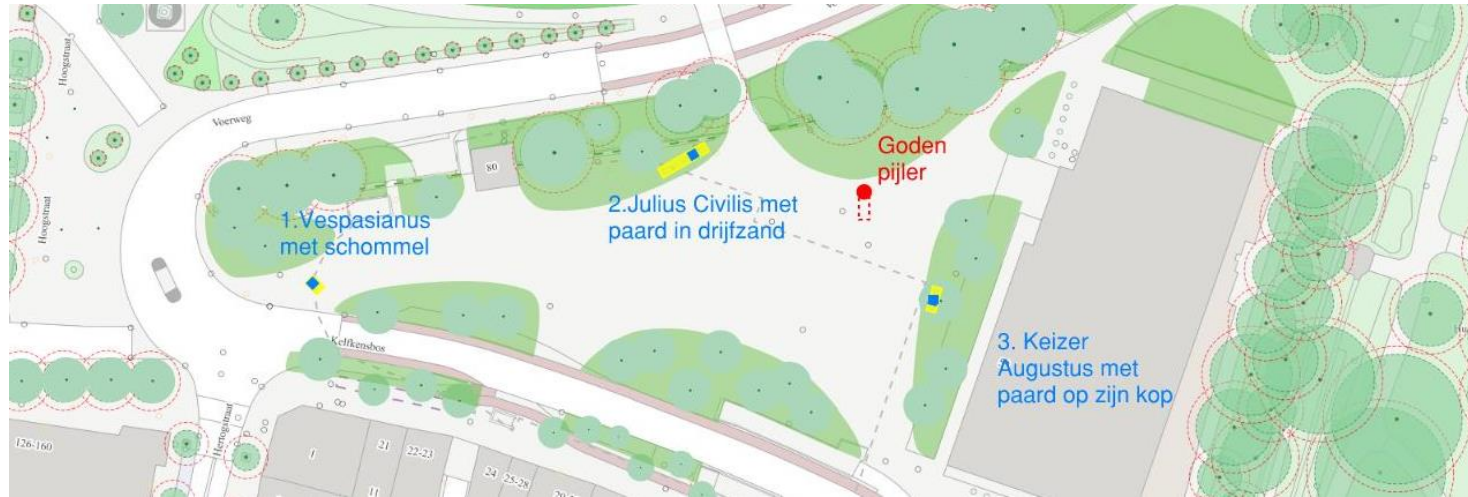 Hoogstraat
Voerweg
Hoogstraat
80
Goden
pijler
1.Vespasianus
met schommel
2.Julius Civilis met
paard in drijfzand
Kelfkensbos
3. Keizer
Augustus met
paard op zijn kop
Hertogstraat
126-160
1
21
22-23
11
24
25-28
1